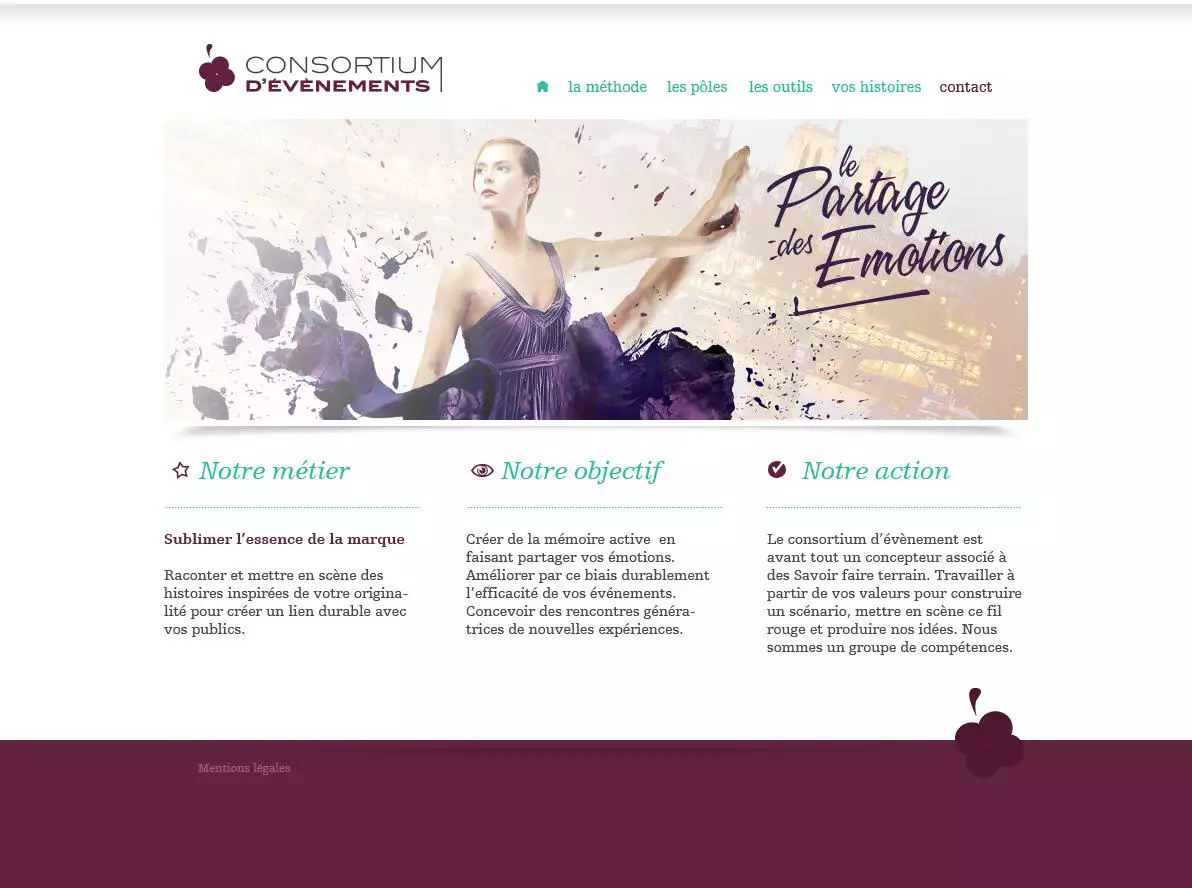 CONSORTIUM
D'ÉVÈNEMENTS
la méthode les pôles les outils vos histoires contact
le
Partage
des
Emotions
Notre métier
Sublimer l'essence de la marque
Raconter et mettre en scène des
histoires inspirées de votre origina-
lité pour créer un lien durable avec
vos publics.
Notre objectif
Créer de la mémoire active  en
faisant partager vos émotions.
Améliorer par ce biais durablement
l'efficacité de vos événements.
Concevoir des rencontres généra-
trices de nouvelles expériences.
Notre action
Le consortium d'évènement est
avant tout un concepteur associé à
des Savoir faire terrain. Travailler à
partir de vos valeurs pour construire
un scénario, mettre en scène ce fil
rouge et produire nos idées. Nous
sommes un groupe de compétences.
Mentions légales